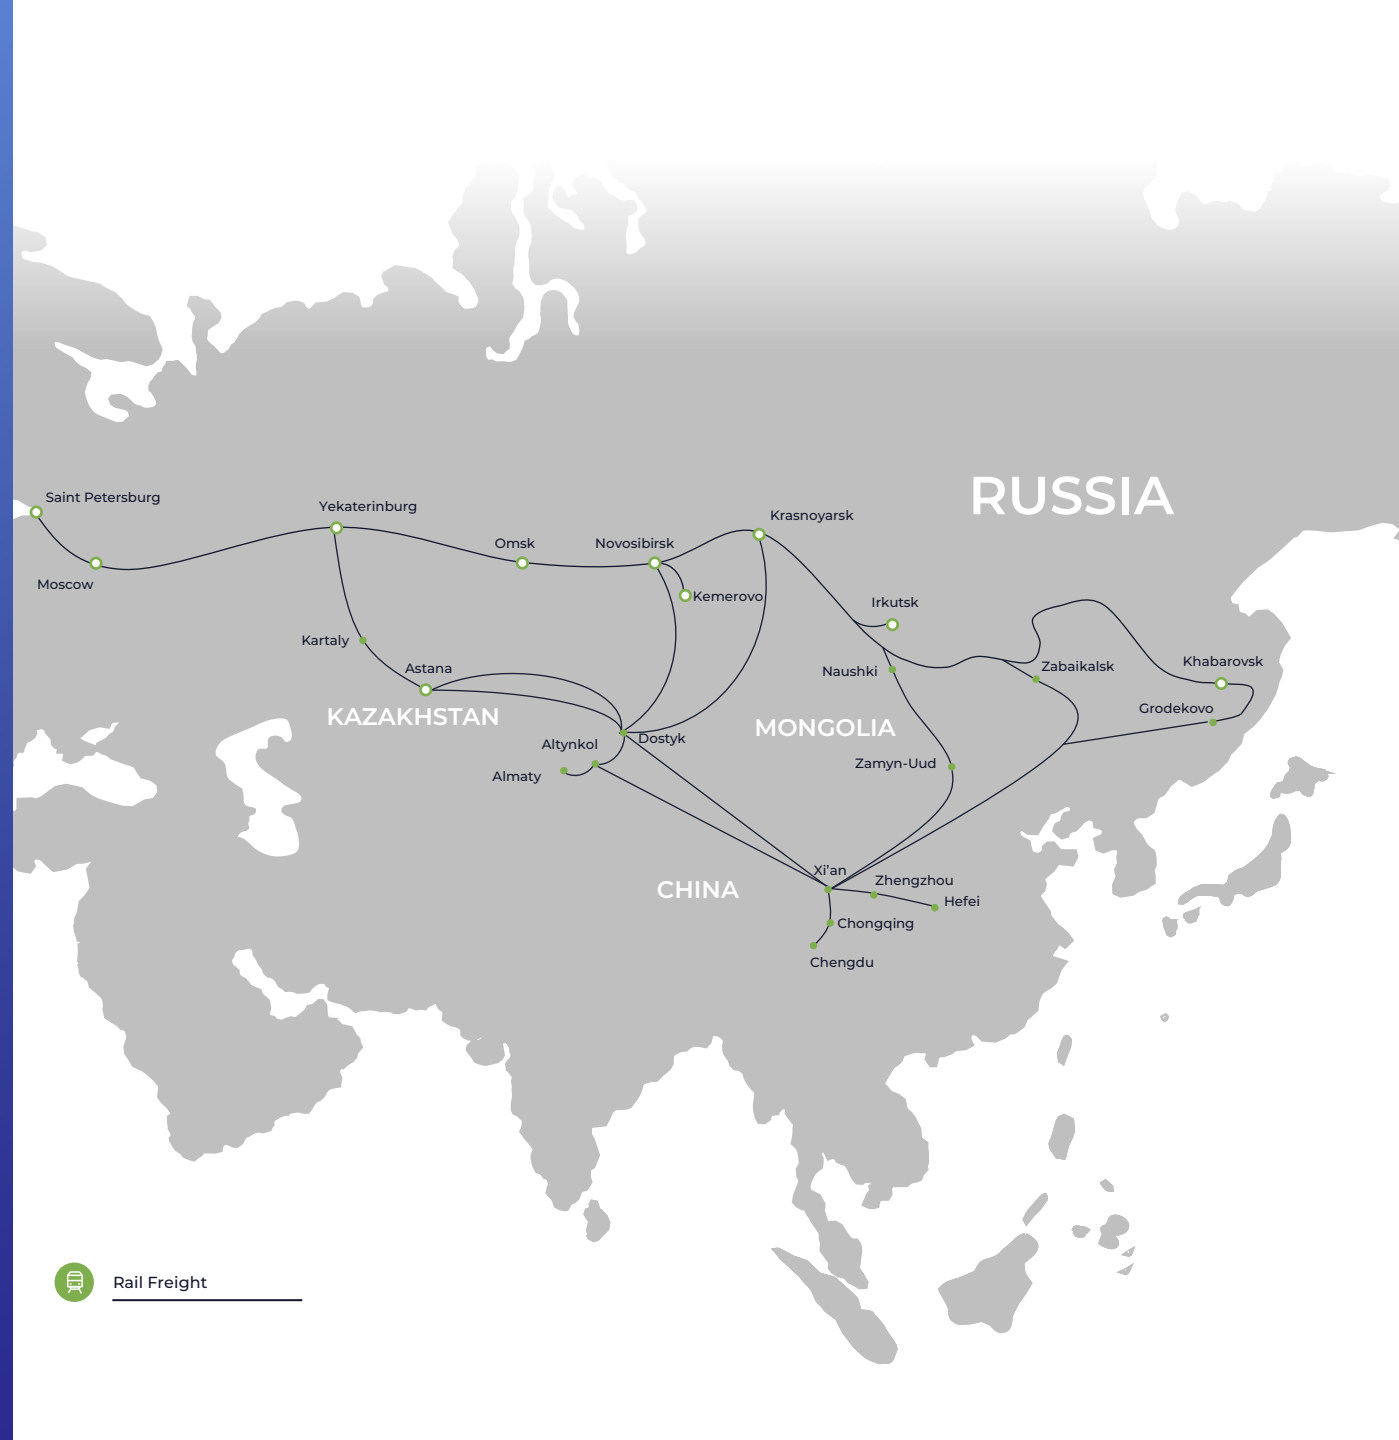 RUSSIA
Saint Petersburg
Yekaterinburg
Krasnoyarsk
Omsk
Novosibirsk
Moscow
Kemerovo
Irkutsk
Kartaly
Astana
Naushki
Zabaikalsk
Khabarovsk
KAZAKHSTAN
Grodekovo
MONGOLIA
Dostyk
Altynkol
Almaty
Zamyn-Uud
Xi’an
Zhengzhou
CHINA
Hefei
Chongqing
Chengdu
Rail Freight